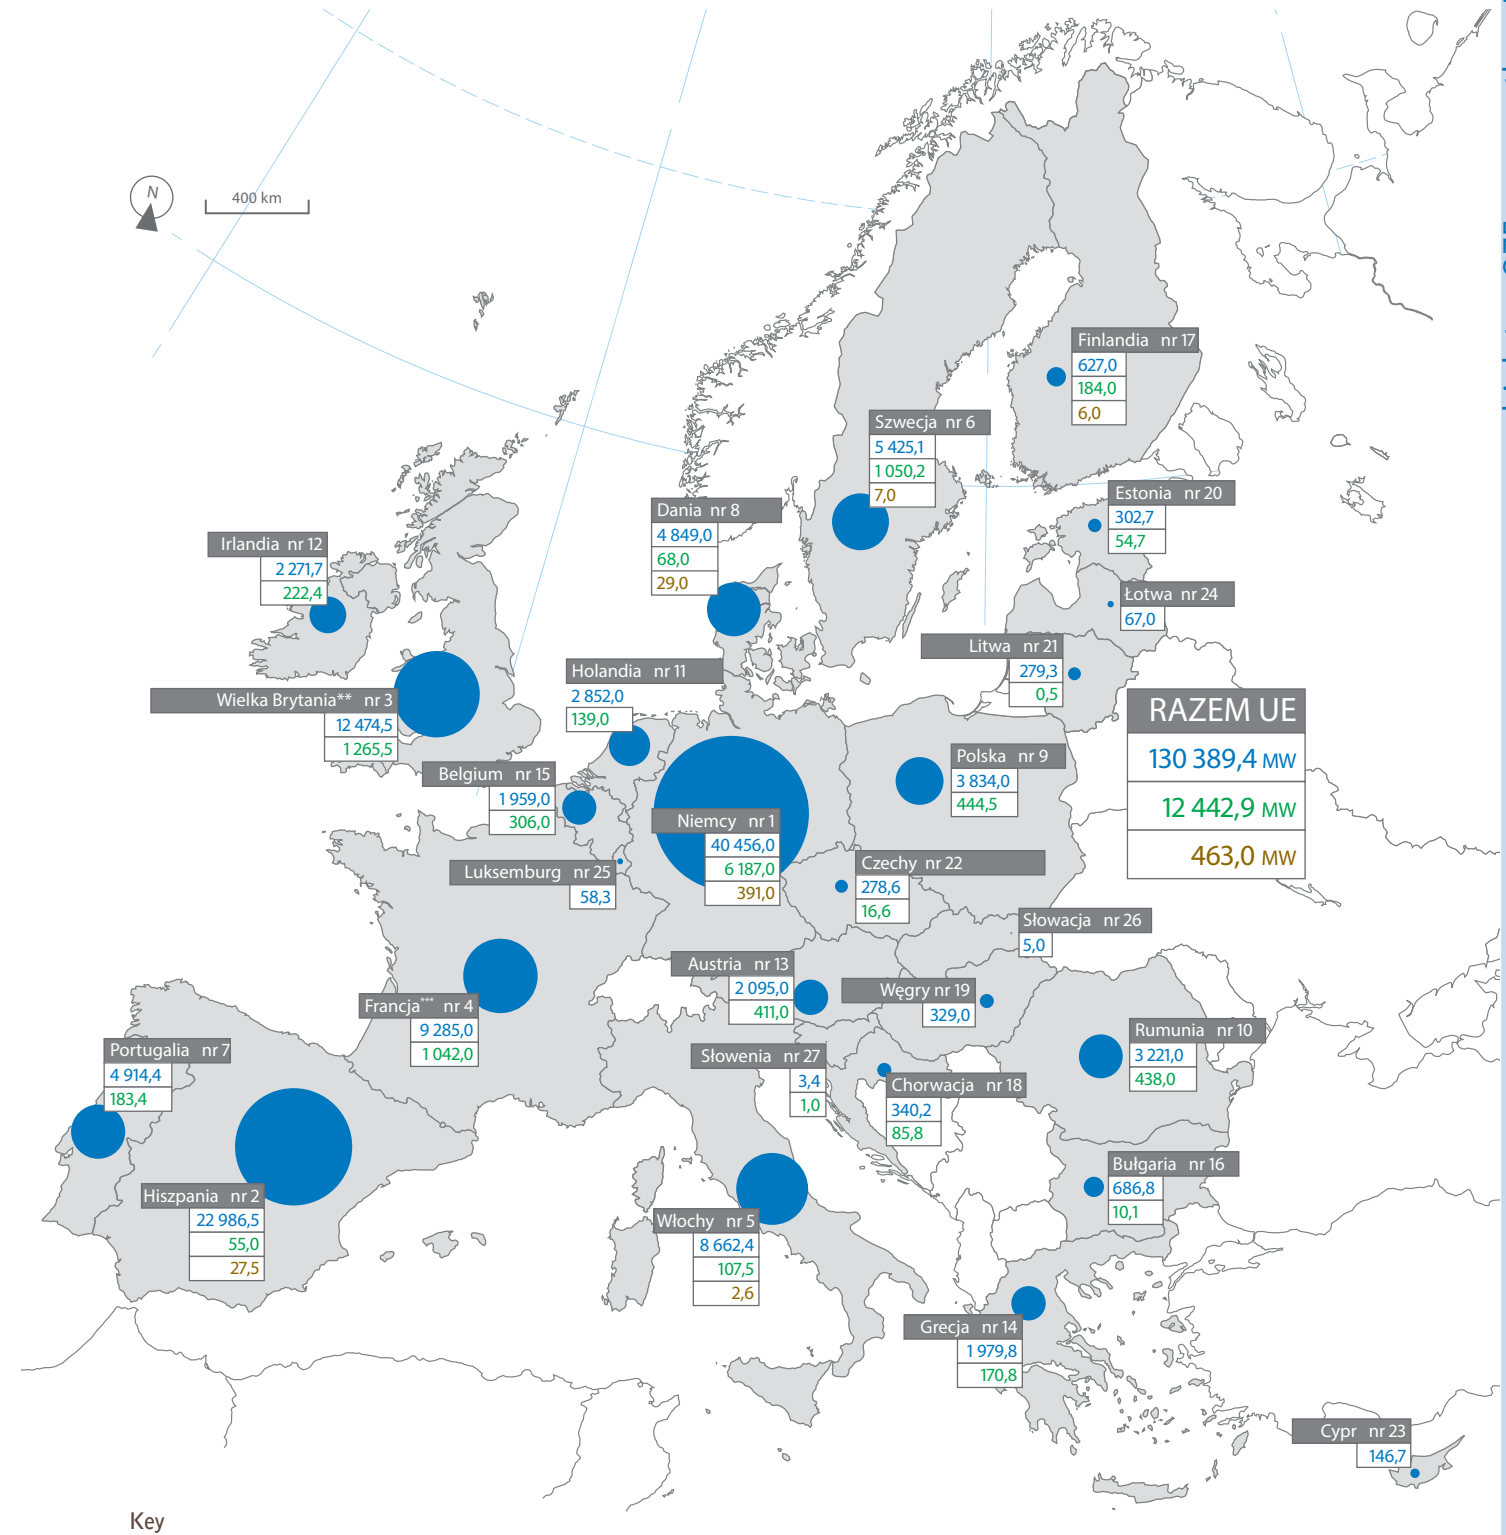 N
400 km
Finlandia nr 17
627,0
184,0
6,0
Szwecja nr 6
5 425,1
1 050,2
7,0
Estonia nr 20
302,7
54,7
Dania nr 8
4 849,0
68,0
29,0
Irlandia nr 12
2 271,7
222,4
Łotwa nr 24
67,0
Litwa nr 21
279,3
0,5
Holandia nr 11
2 852,0
139,0
Wielka Brytania** nr 3
12 474,5
1 265,5
RAZEM UE
130 389,4 MW
12 442,9 MW
463,0 MW
Polska nr 9
3 834,0
444,5
Belgium nr 15
1 959,0
306,0
Niemcy nr 1
40 456,0
6 187,0
391,0
Luksemburg nr 25
58,3
Czechy nr 22
278,6
16,6
Słowacja nr 26
5,0
Austria nr 13
2 095,0
411,0
Węgry nr 19
329,0
Francja*** nr 4
9 285,0
1 042,0
Rumunia nr 10
3 221,0
438,0
Portugalia nr 7
4 914,4
183,4
Słowenia nr 27
3,4
1,0
Chorwacja nr 18
340,2
85,8
Bułgaria nr 16
686,8
10,1
Hiszpania nr 2
22 986,5
55,0
27,5
Włochy nr 5
8 662,4
107,5
2,6
Grecja nr 14
1 979,8
170,8
Cypr nr 23
146,7
Key